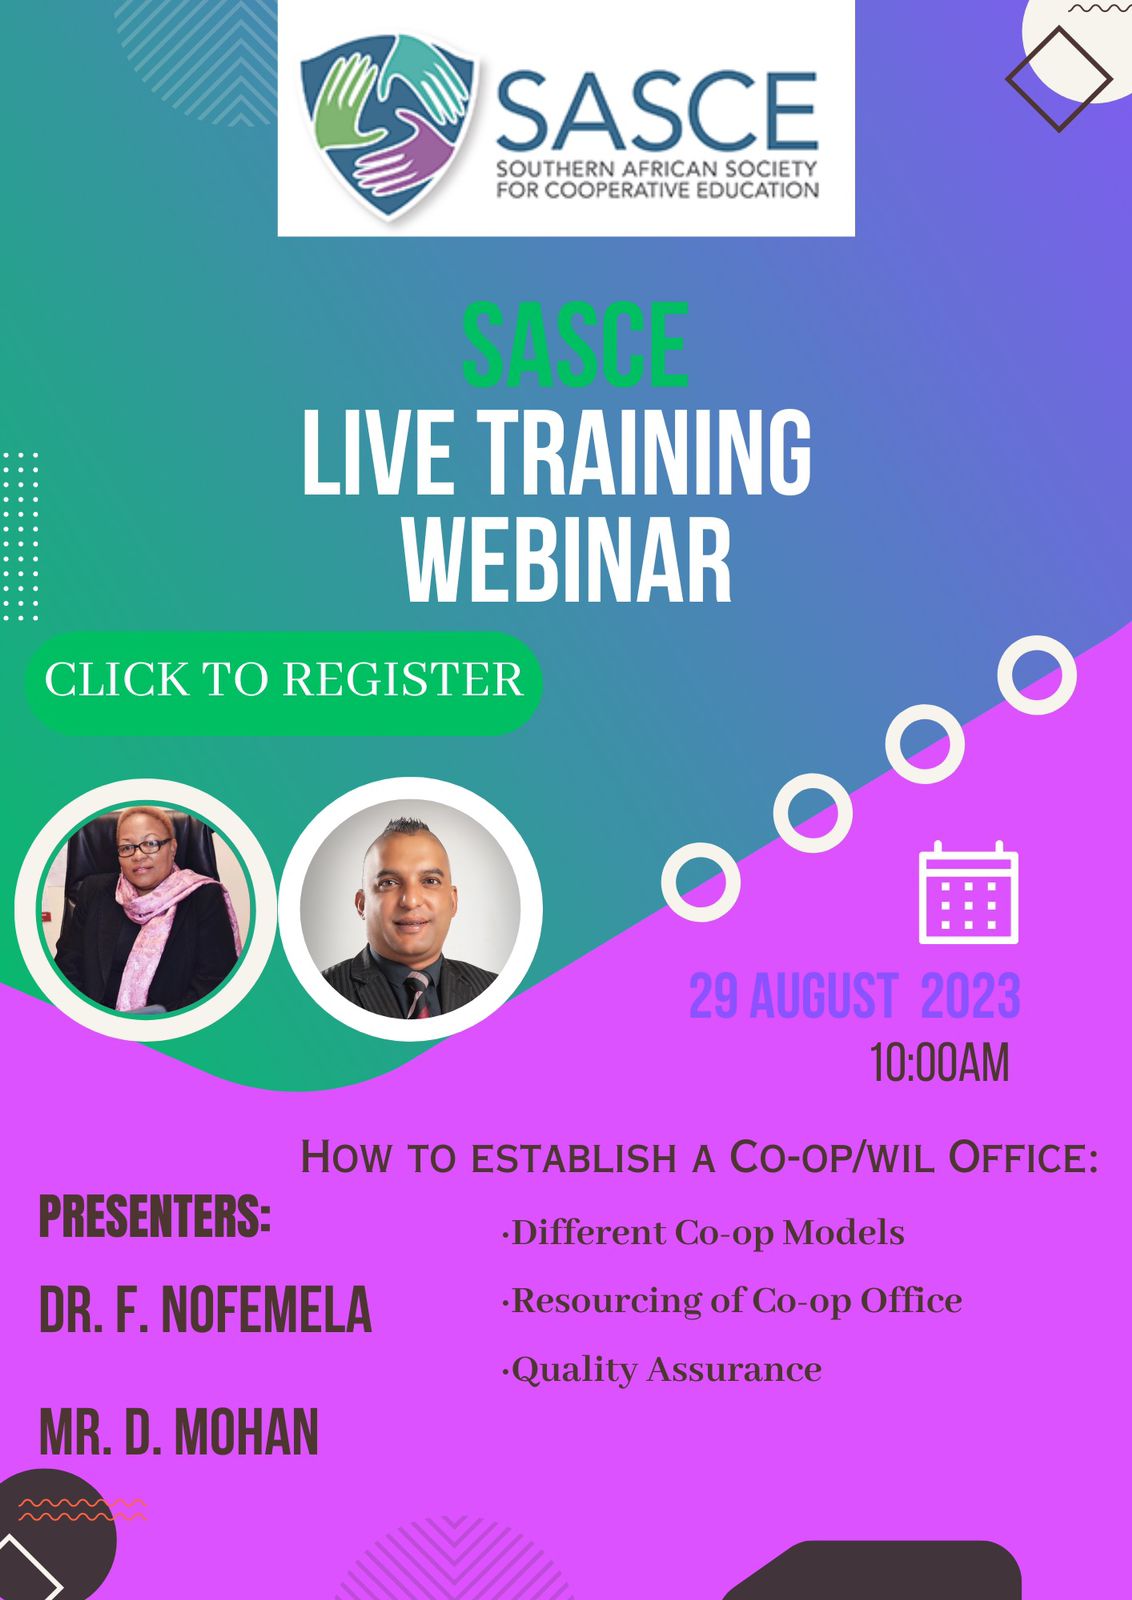 SASCE
SOUTHERN AFRICAN SOCIETY
FOR COOPERATIVE EDUCATION
SASCE
LIVE TRAINING
WEBINAR
CLICK TO REGISTER
29 AUGUST 2023
10:00AM
How to establish a Co-op/wil Office:
PRESENTERS:
DR. F. NOFEMELA
MR. D. MOHAN
·Different Co-op Models
·Resourcing of Co-op Office
·Quality Assurance